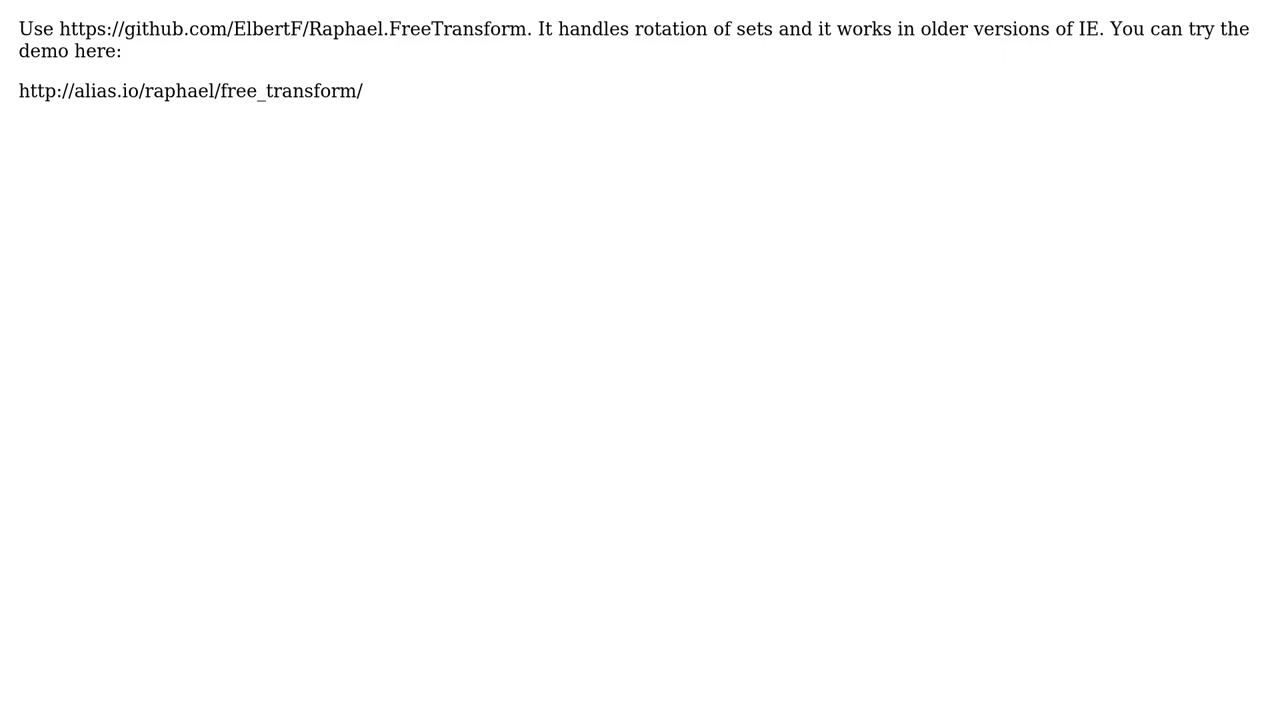 Use https://github.com/ElbertF/Raphael.FreeTransform. It handles rotation of sets and it works in older versions of IE. You can try the
demo here:
http://alias.io/raphael/free_transform/